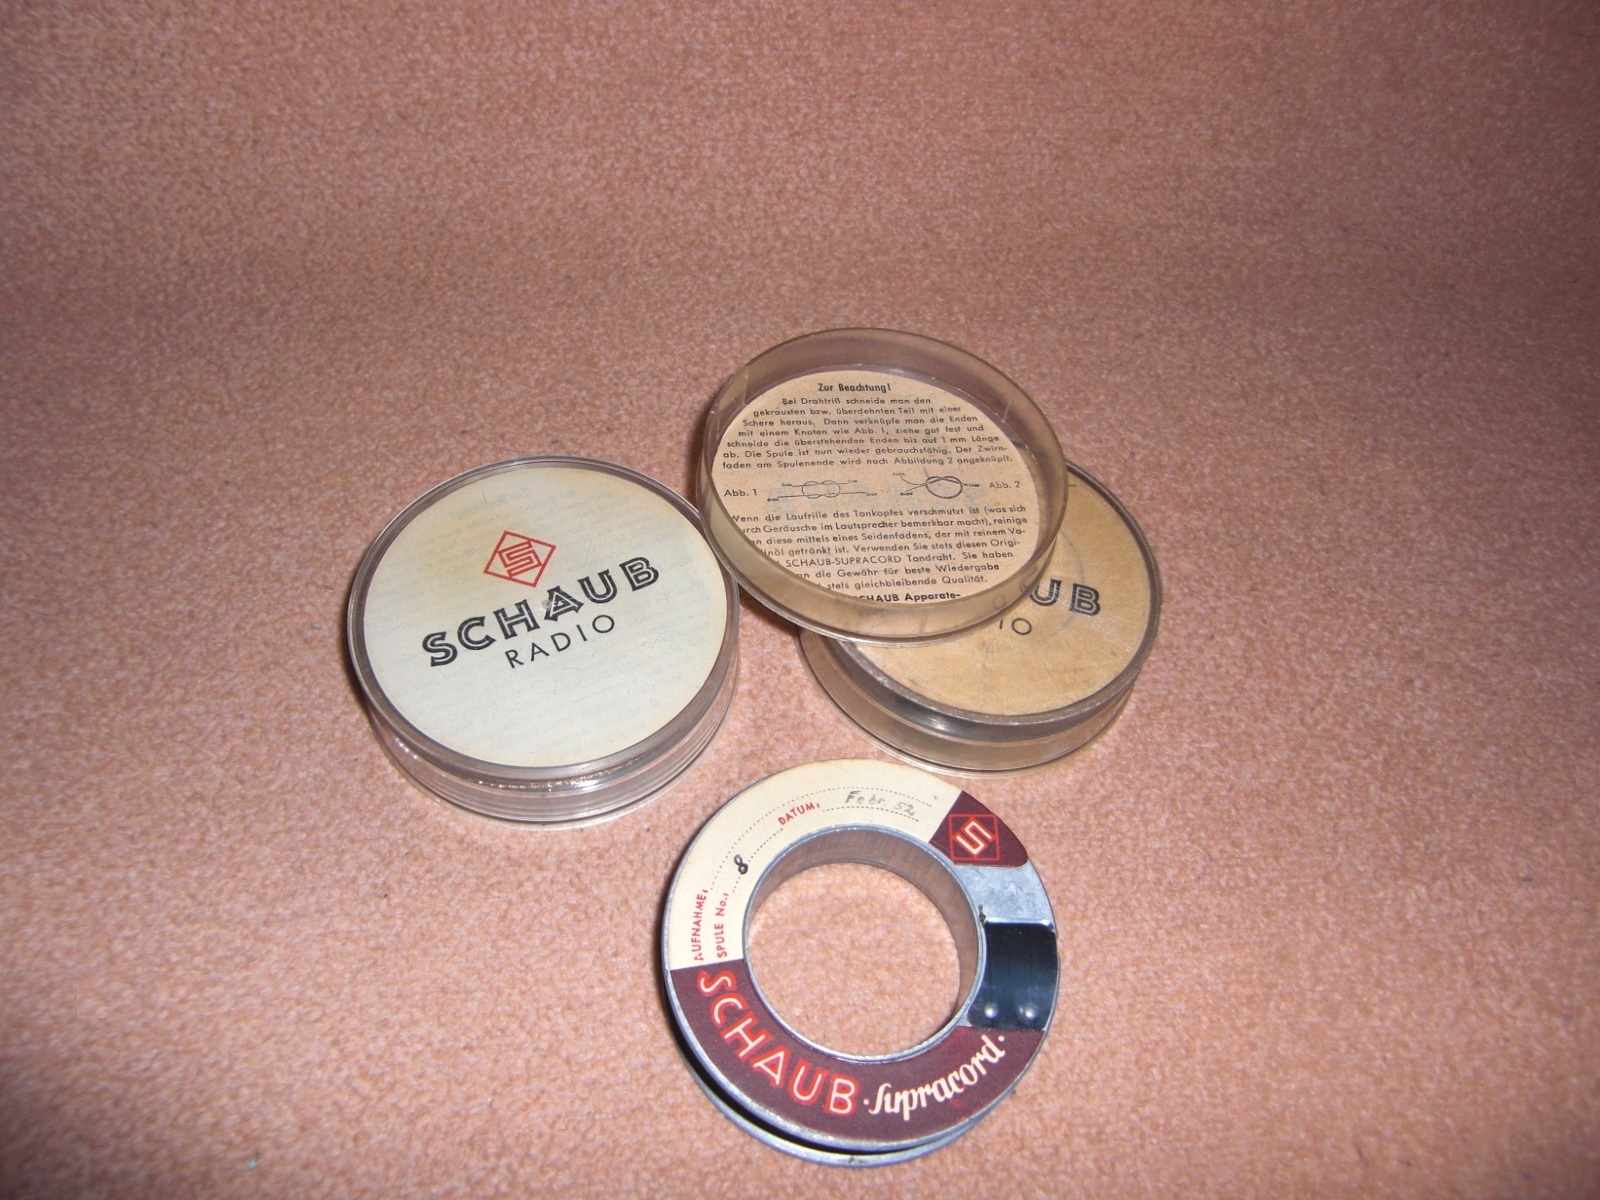 SCHAUB
RADIO
Zur Beachtung!
Bei Drahtriß schneide man den
gekrausten bzw. überdehnten Teil mit einer
Schere heraus. Dann verknüpfe man die Enden
mit einem Knoten wie Abb. 1, ziehe gut fest und
schneide die überstehenden Enden bis auf 1 mm Länge
ab. Die Spule ist nun wieder gebrauchsfähig. Der Zwirn-
faden am Spulenende wird nach Abbildung 2 angeknüpft.
Abb. 1
Abb. 2
Wenn die Laufrille des Tonkopfes verschmutzt ist (was sich
durch Geräusche im Lautsprecher bemerkbar macht), reinige
diese mittels eines Seidenfadens, der mit reinem Va-
getränkt ist. Verwenden Sie stets diesen Origi-
SCHAUB-SUPRACORD Tondraht. Sie haben
die Gewähr für beste Wiedergabe
stets gleichbleibende Qualität.
SCHAUB Apparate-
UB
IO
AUFNAHME:
DATUM: Febr. 52
SPULE No.: 8
S
SCHAUB · Supracord ·